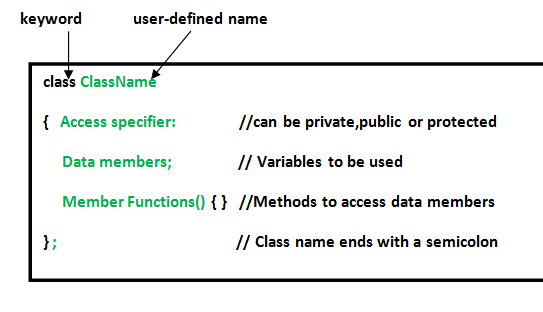 keyword user-defined name
class ClassName
{ Access specifier: //can be private,public or protected
Data members; // Variables to be used
Member Functions() { } //Methods to access data members
} ; // Class name ends with a semicolon